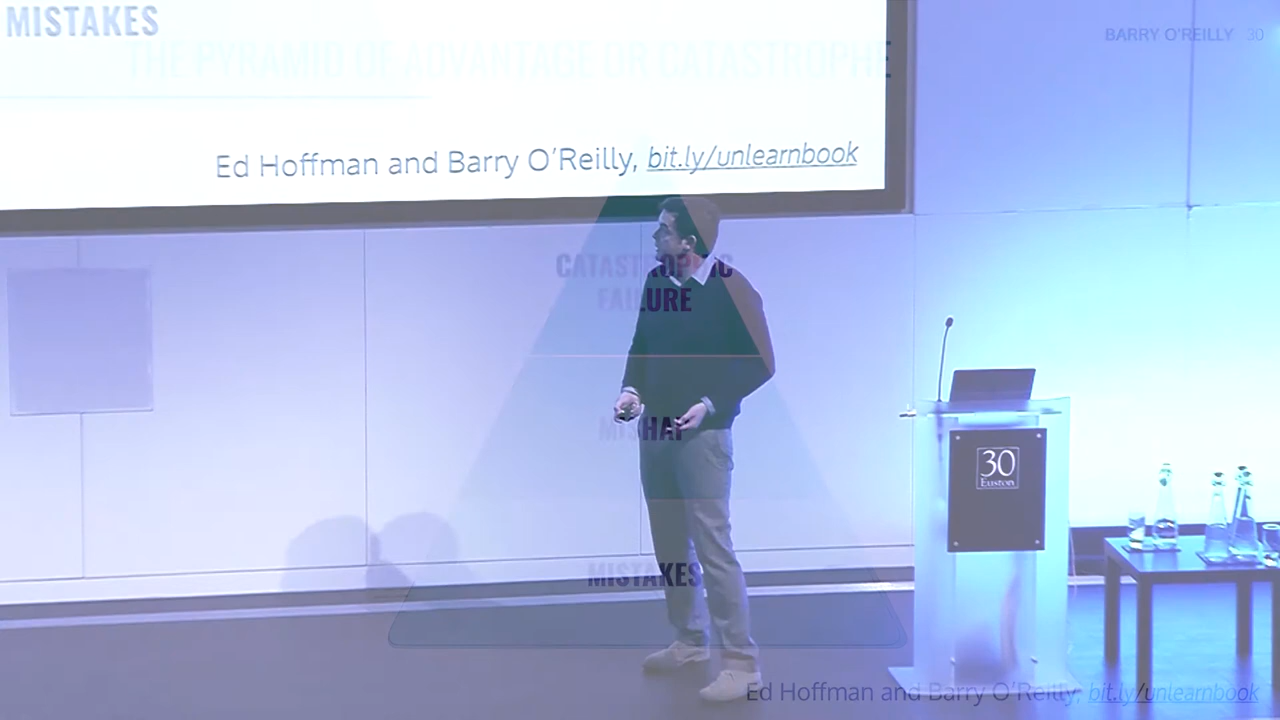 MISTAKES
BARRY O'REILLY 30
THE PYRAMID OF ADVANTAGE OR CATASTROPHE
Ed Hoffman and Barry O'Reilly, bit.ly/unlearnbook
CATASTROPHIC
FAILURE
MISHAP
30
Euston
MISTAKES
Ed Hoffman and Barry O'Reilly, bit.ly/unlearnbook